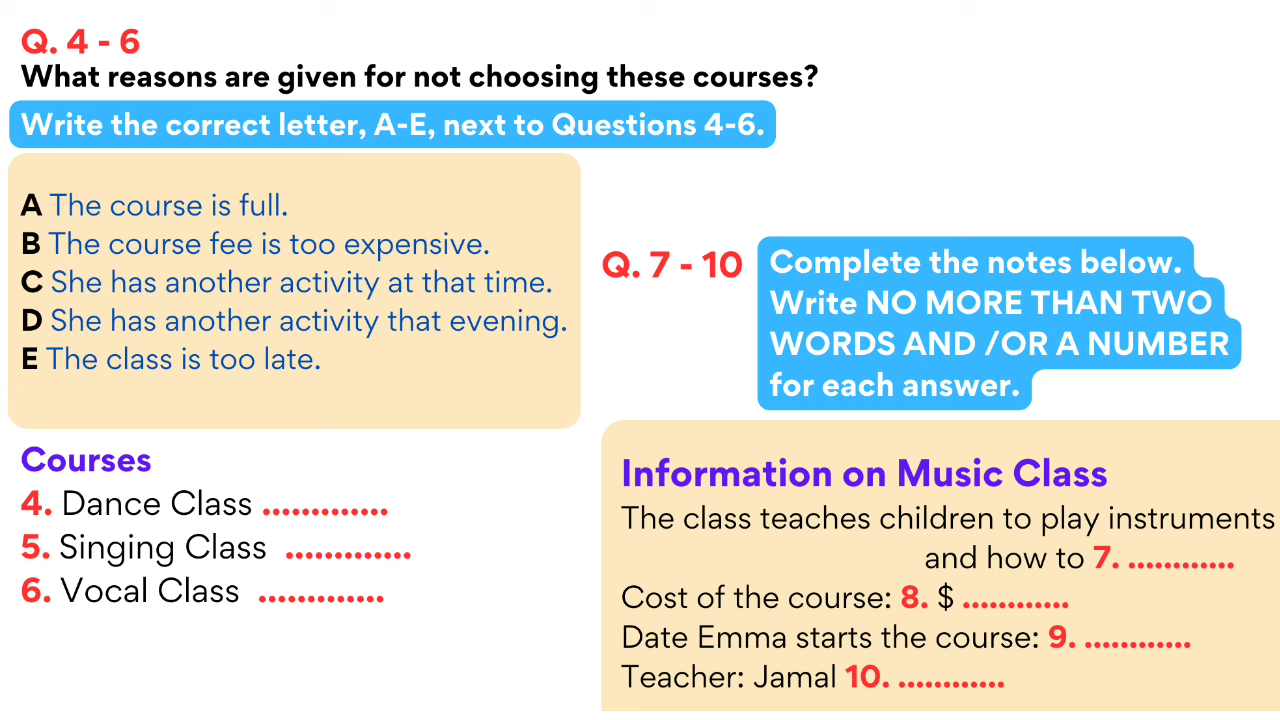 Q. 4 - 6
What reasons are given for not choosing these courses?
Write the correct letter, A-E, next to Questions 4-6.
A The course is full.
B The course fee is too expensive.
C She has another activity at that time.
D She has another activity that evening.
E The class is too late.
Courses
4. Dance Class .............
5. Singing Class .............
6. Vocal Class .............
Q. 7 - 10
Complete the notes below.
Write NO MORE THAN TWO
WORDS AND /OR A NUMBER
for each answer.
Information on Music Class
The class teaches children to play instruments
and how to 7. ...........
Cost of the course: 8. $ ...........
Date Emma starts the course: 9. ...........
Teacher: Jamal 10. ...........